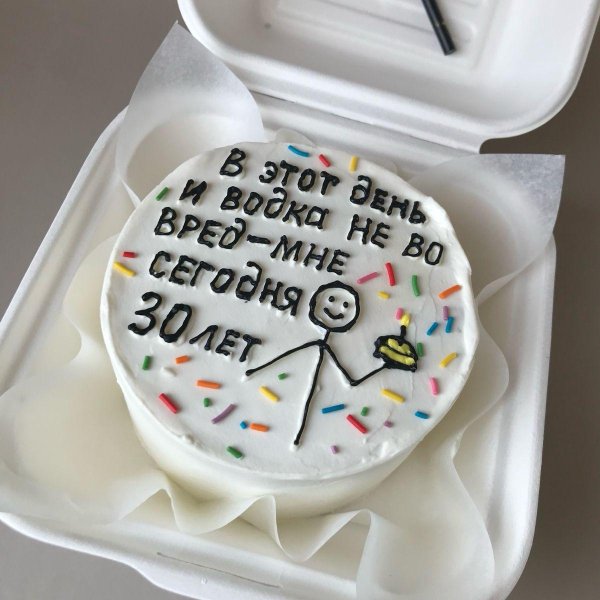 В этот день
и водка не во
вред-мне
сегодня
30 лет